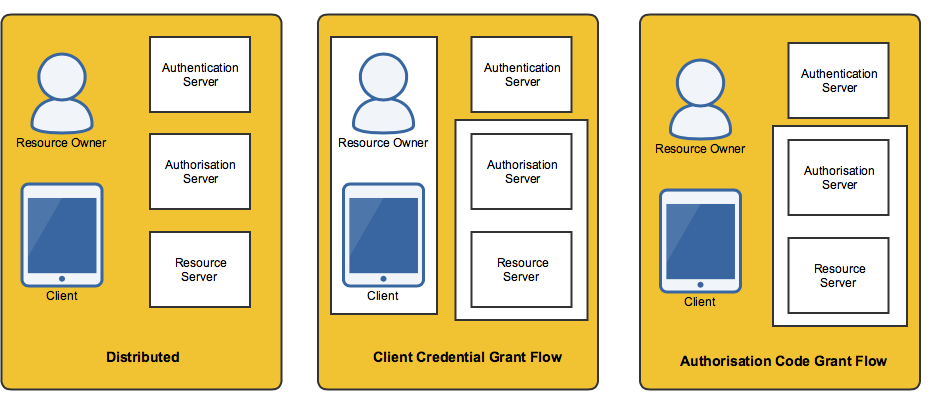 Resource Owner
Client
Authentication
Server
Authorisation
Server
Resource
Server
Distributed
Resource Owner
Client
Authentication
Server
Authorisation
Server
Resource
Server
Client Credential Grant Flow
Resource Owner
Client
Authentication
Server
Authorisation
Server
Resource
Server
Authorisation Code Grant Flow